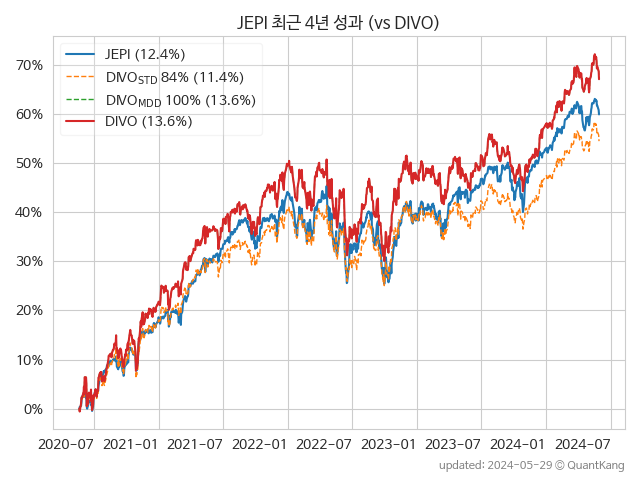 JEPI 최근 4년 성과 (vs DIVO)
JEPI (12.4%)
DIVO_STD 84% (11.4%)
DIVO_MDD 100% (13.6%)
DIVO (13.6%)
70%
60%
50%
40%
30%
20%
10%
0%
2020-07 2021-01 2021-07 2022-01 2022-07 2023-01 2023-07 2024-01 2024-07
updated: 2024-05-29 © QuantKang